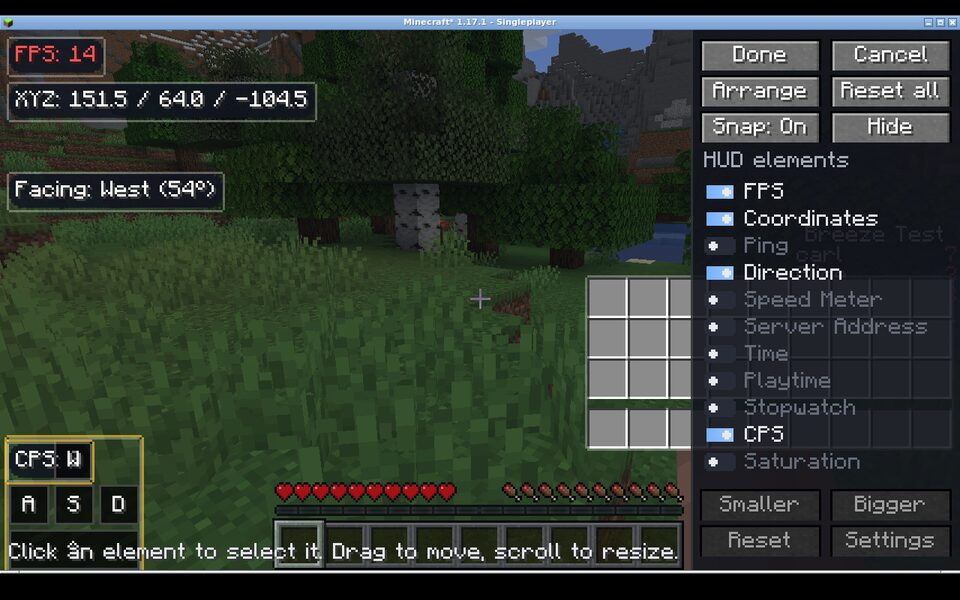 Minecraft* 1.17.1 - Singleplayer
FPS: 14
XYZ: 151.5 / 64.0 / -104.5
Facing: West (54°)
Done
Cancel
Arrange
Reset all
Snap: On
Hide
HUD elements
FPS
Coordinates
Breeze Test
Ping
carl
Direction
Speed Meter
Server Address
Time
Playtime
Stopwatch
CPS
Saturation
Smaller
Bigger
Reset
Settings
CPS: W
A S D
Click an element to select it. Drag to move, scroll to resize.